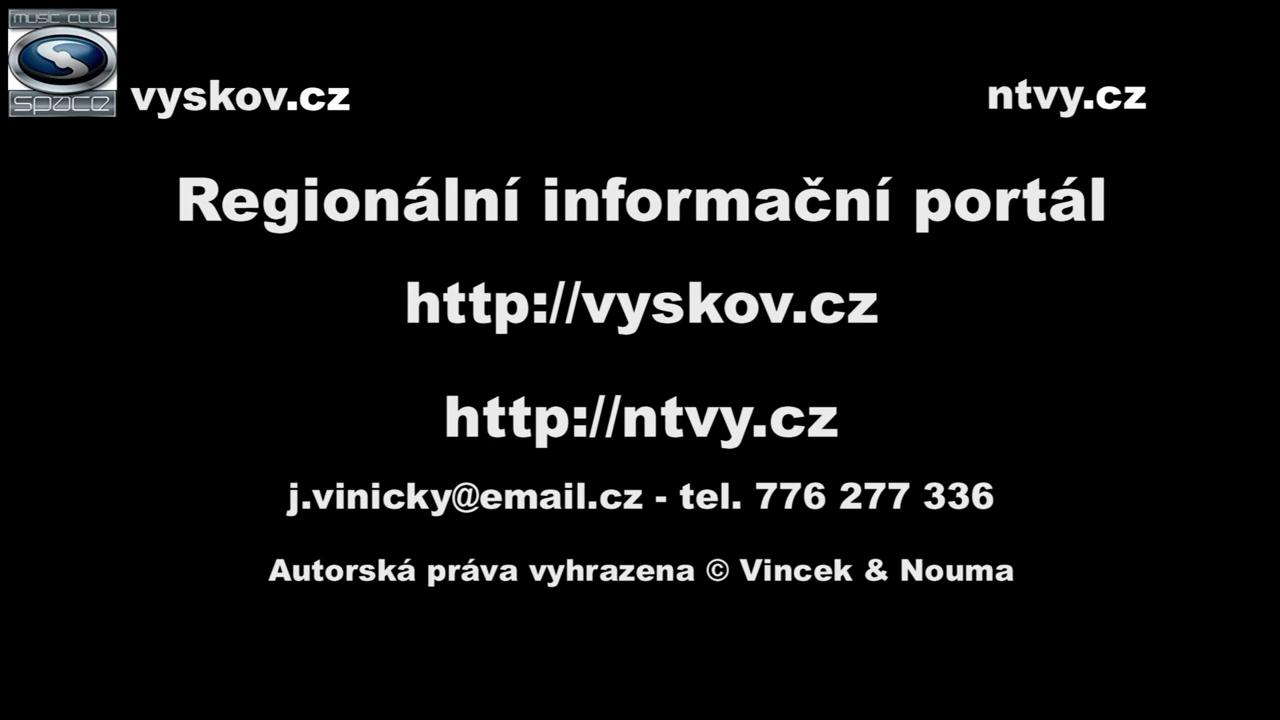 MUSIC CLUB
SPACE
vyskov.cz
ntvy.cz
Regionální informační portál
http://vyskov.cz
http://ntvy.cz
j.vinicky@email.cz - tel. 776 277 336
Autorská práva vyhrazena © Vincek & Nouma